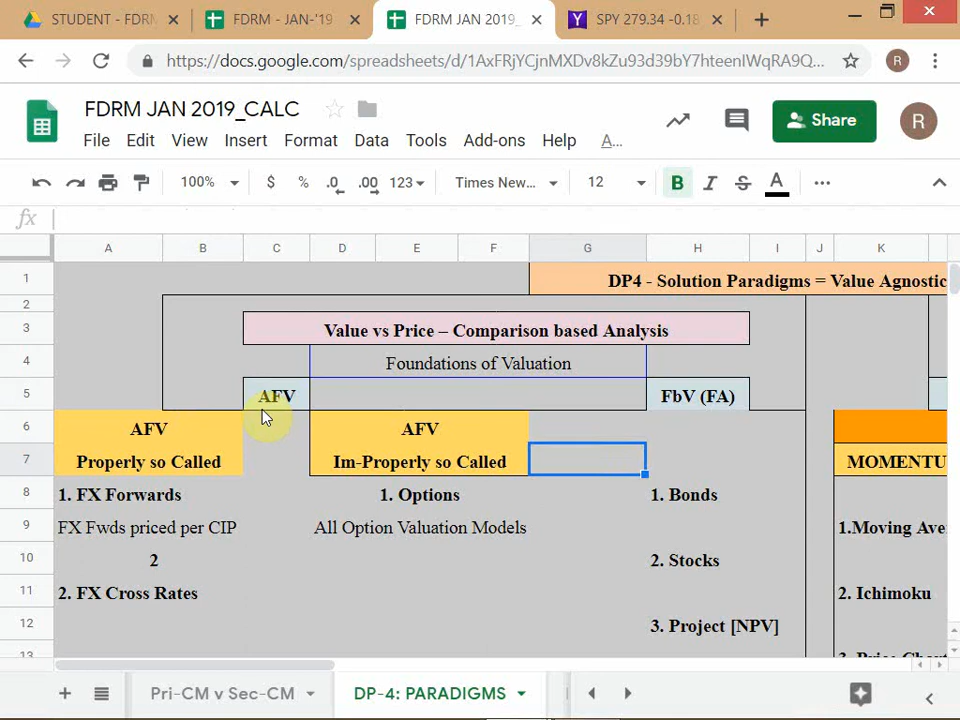 STUDENT - FDRM
FDRM - JAN-'19
FDRM JAN 2019_
SPY 279.34 -0.18
https://docs.google.com/spreadsheets/d/1AxFRjYCjnMXDv8kZu93d39bY7hteenIWqRA9Q...
R
FDRM JAN 2019_CALC
Share
R
File Edit View Insert Format Data Tools Add-ons Help A...
100% $ % .0 .00 123 Times New... 12 B I S A ...
fx
A B C D E F G H I J K
1 DP4 - Solution Paradigms = Value Agnostic
2
3 Value vs Price – Comparison based Analysis
4 Foundations of Valuation
5 AFV FbV (FA)
6 AFV AFV
7 Properly so Called Im-Properly so Called MOMENTU
8 1. FX Forwards 1. Options 1. Bonds
9 FX Fwds priced per CIP All Option Valuation Models 1.Moving Ave
10 2 2. Stocks
11 2. FX Cross Rates 2. Ichimoku
12 3. Project [NPV]
13
Pri-CM v Sec-CM DP-4: PARADIGMS